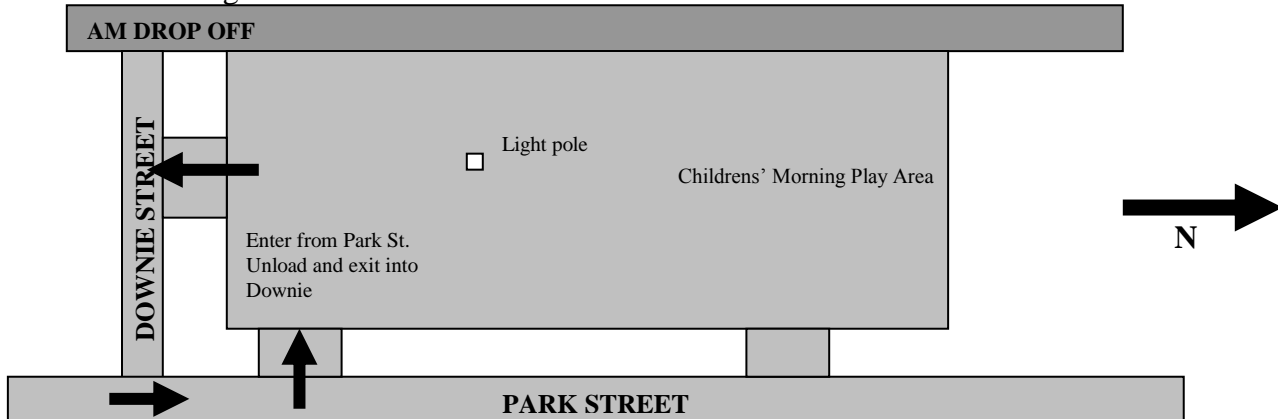 AM DROP OFF
Light pole
Childrens' Morning Play Area
N
DOWNIE STREET
Enter from Park St.
Unload and exit into
Downie
PARK STREET